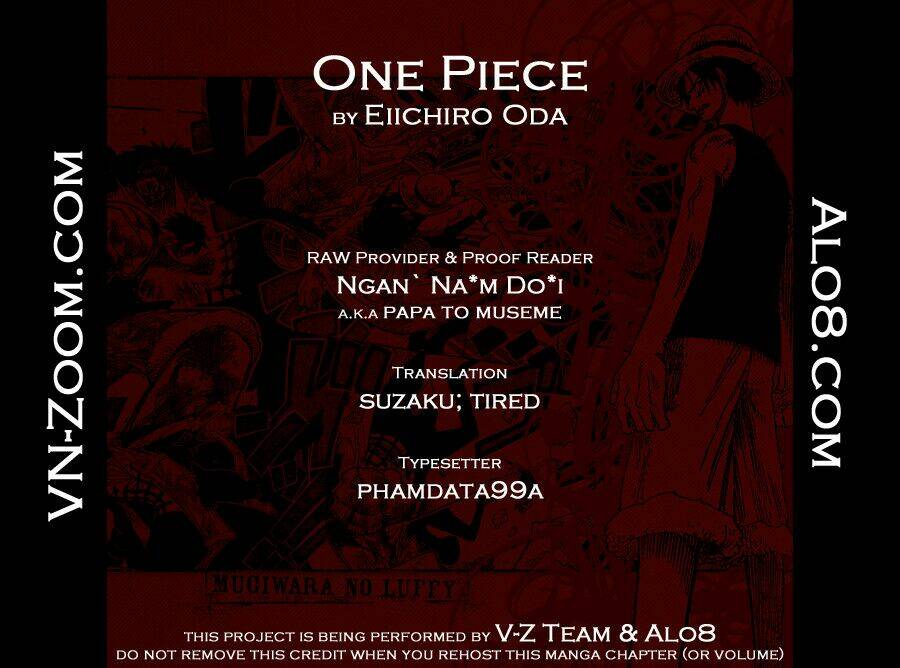 One Piece
by Eiichiro Oda
RAW Provider & Proof Reader
Ngan` Na*m Do*i
a.k.a papa to museme
Translation
suzaku; tired
Typesetter
phamdata99a
VN-Zoom.com
Alo8.com
MUGIWARA NO LUFFY
this project is being performed by V-Z Team & Alo8
do not remove this credit when you rehost this manga chapter (or volume)